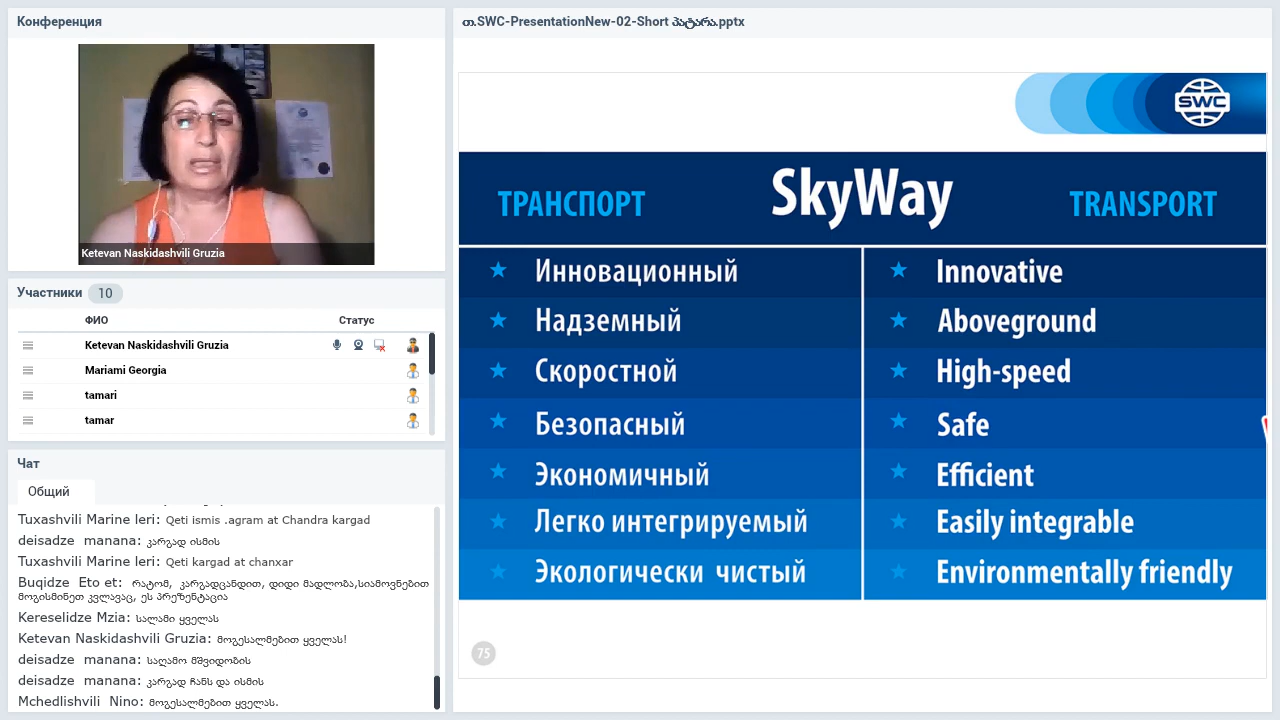 Конференция
Ketevan Naskidashvili Gruzia
Участники 10
ФИО Статус
Ketevan Naskidashvili Gruzia
Mariami Georgia
tamari
tamar
Чат
Общий
Tuxashvili Marine leri: Qeti ismis .agram at Chandra kargad
deisadze manana: კარგად ისმის
Tuxashvili Marine leri: Qeti kargad at chanxar
Buqidze Eto et: რატომ, კარგადცანდით, დიდი მადლობა,სიამოვნებით
მოგისმინეთ კვლავაც, ეს პრეზენტაცია
Kereselidze Mzia: სალამი ყველას
Ketevan Naskidashvili Gruzia: მოგესალმებით ყველას!
deisadze manana: საღამო მშვიდობის
deisadze manana: კარგად ჩანს და ისმის
Mchedlishvili Nino: მოგესალმებით ყველას.
თ.SWC-PresentationNew-02-Short პატარა.pptx
SWC
ТРАНСПОРТ SkyWay TRANSPORT
Инновационный Innovative
Надземный Aboveground
Скоростной High-speed
Безопасный Safe
Экономичный Efficient
Легко интегрируемый Easily integrable
Экологически чистый Environmentally friendly
75